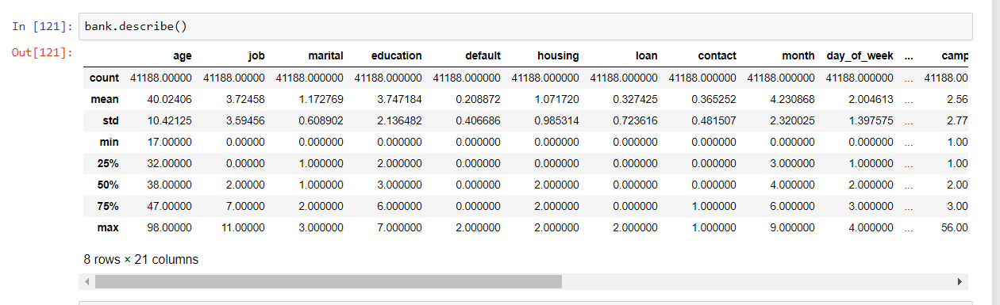 In [121]: bank.describe()
Out[121]:
age job marital education default housing loan contact month day_of_week ... camp
count 41188.00000 41188.00000 41188.000000 41188.000000 41188.000000 41188.000000 41188.000000 41188.000000 41188.000000 41188.000000 ... 41188.00
mean 40.02406 3.72458 1.172769 3.747184 0.208872 1.071720 0.327425 0.365252 4.230868 2.004613 ... 2.56
std 10.42125 3.59456 0.608902 2.136482 0.406686 0.985314 0.723616 0.481507 2.320025 1.397575 ... 2.77
min 17.00000 0.00000 0.000000 0.000000 0.000000 0.000000 0.000000 0.000000 0.000000 0.000000 ... 1.00
25% 32.00000 0.00000 1.000000 2.000000 0.000000 0.000000 0.000000 0.000000 3.000000 1.000000 ... 1.00
50% 38.00000 2.00000 1.000000 3.000000 0.000000 2.000000 0.000000 0.000000 4.000000 2.000000 ... 2.00
75% 47.00000 7.00000 2.000000 6.000000 0.000000 2.000000 0.000000 1.000000 6.000000 3.000000 ... 3.00
max 98.00000 11.00000 3.000000 7.000000 2.000000 2.000000 2.000000 1.000000 9.000000 4.000000 ... 56.00
8 rows × 21 columns